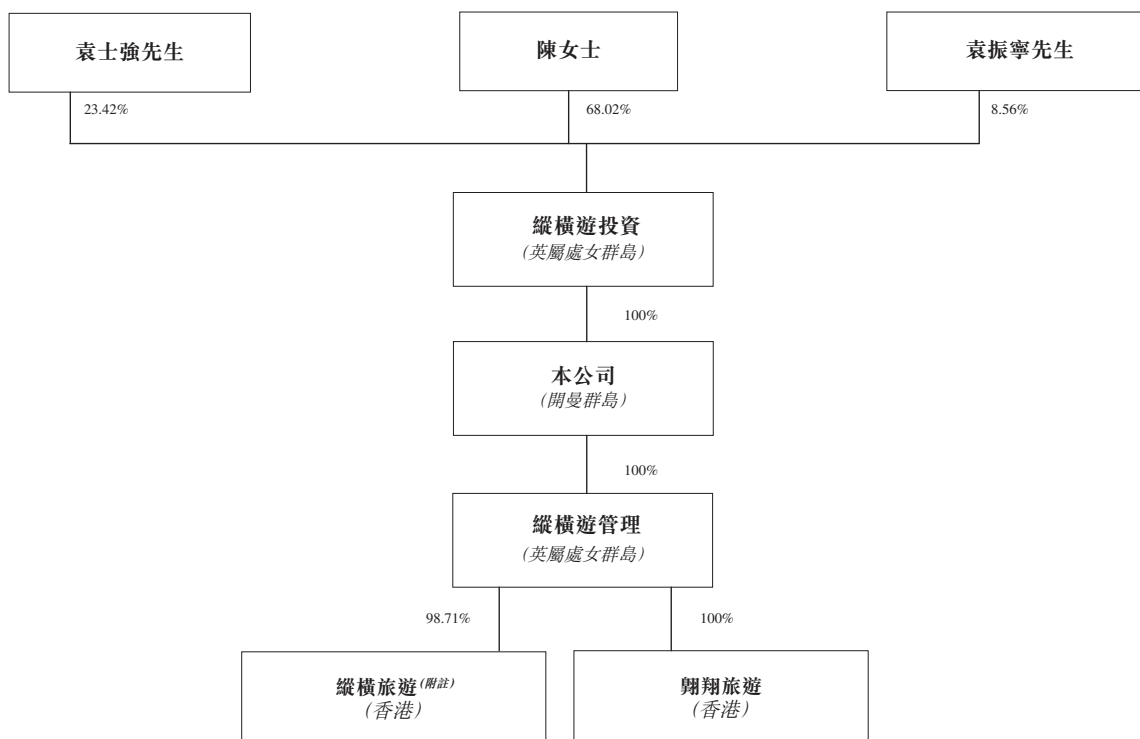 袁士強先生
陳女士
袁振寧先生
23.42%
68.02%
8.56%
縱橫遊投資
(英屬處女群島)
100%
本公司
(開曼群島)
100%
縱橫遊管理
(英屬處女群島)
98.71%
100%
縱橫旅遊(附註)
(香港)
翺翔旅遊
(香港)